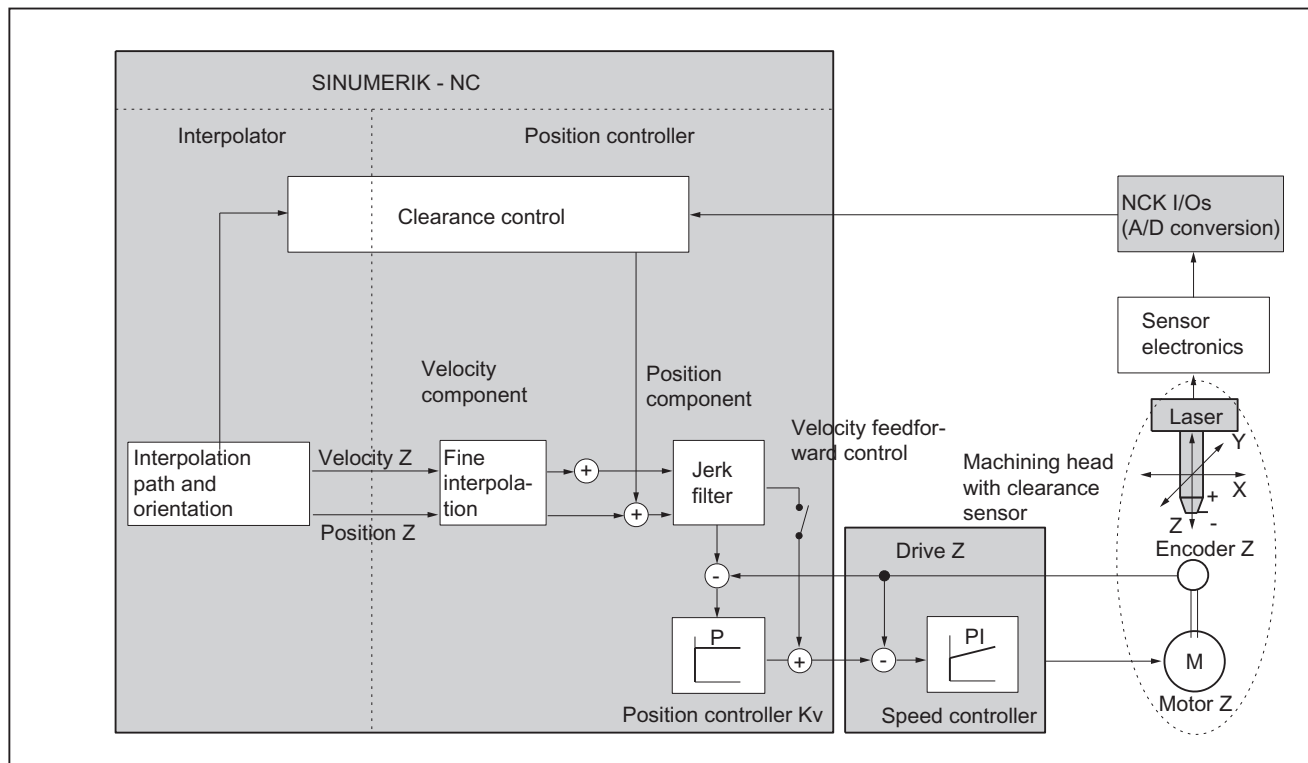 SINUMERIK - NC
Interpolator
Position controller
Clearance control
NCK I/Os
(A/D conversion)
Sensor
electronics
Velocity
component
Position
component
Laser
Velocity feedfor-
ward control
Y
X
Machining head
with clearance
sensor
+
Z
-
Interpolation
path and
orientation
Velocity Z
Position Z
Fine
interpola-
tion
+
+
Jerk
filter
Encoder Z
Drive Z
-
P
+
-
PI
M
Position controller Kv
Speed controller
Motor Z